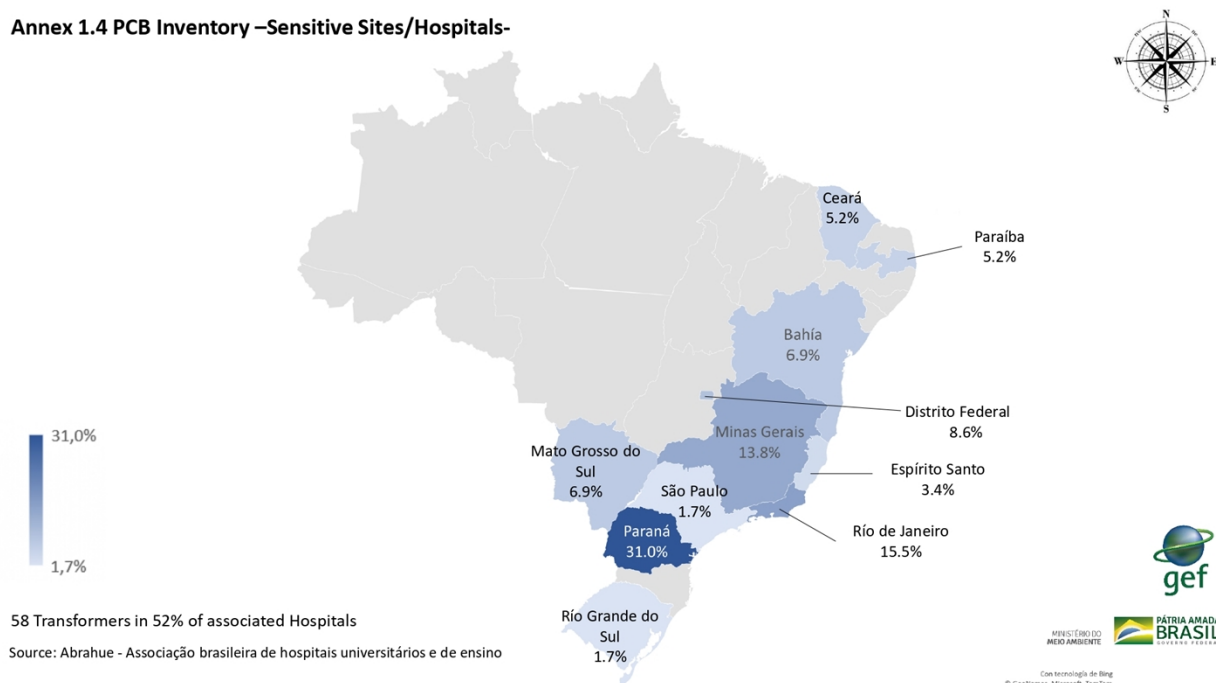 Annex 1.4 PCB Inventory –Sensitive Sites/Hospitals-
N
W
E
S
Ceará
5.2%
Paraíba
5.2%
Bahía
6.9%
Distrito Federal
8.6%
Minas Gerais
13.8%
Mato Grosso do
Sul
6.9%
Espírito Santo
3.4%
São Paulo
1.7%
Río de Janeiro
15.5%
Paraná
31.0%
Río Grande do
Sul
1.7%
31,0%
1,7%
58 Transformers in 52% of associated Hospitals
Source: Abrahue - Associação brasileira de hospitais universitários e de ensino
gef
MINISTÉRIO DO
MEIO AMBIENTE
PÁTRIA AMADA
BRASIL
GOVERNO FEDERAL
Con tecnología de Bing